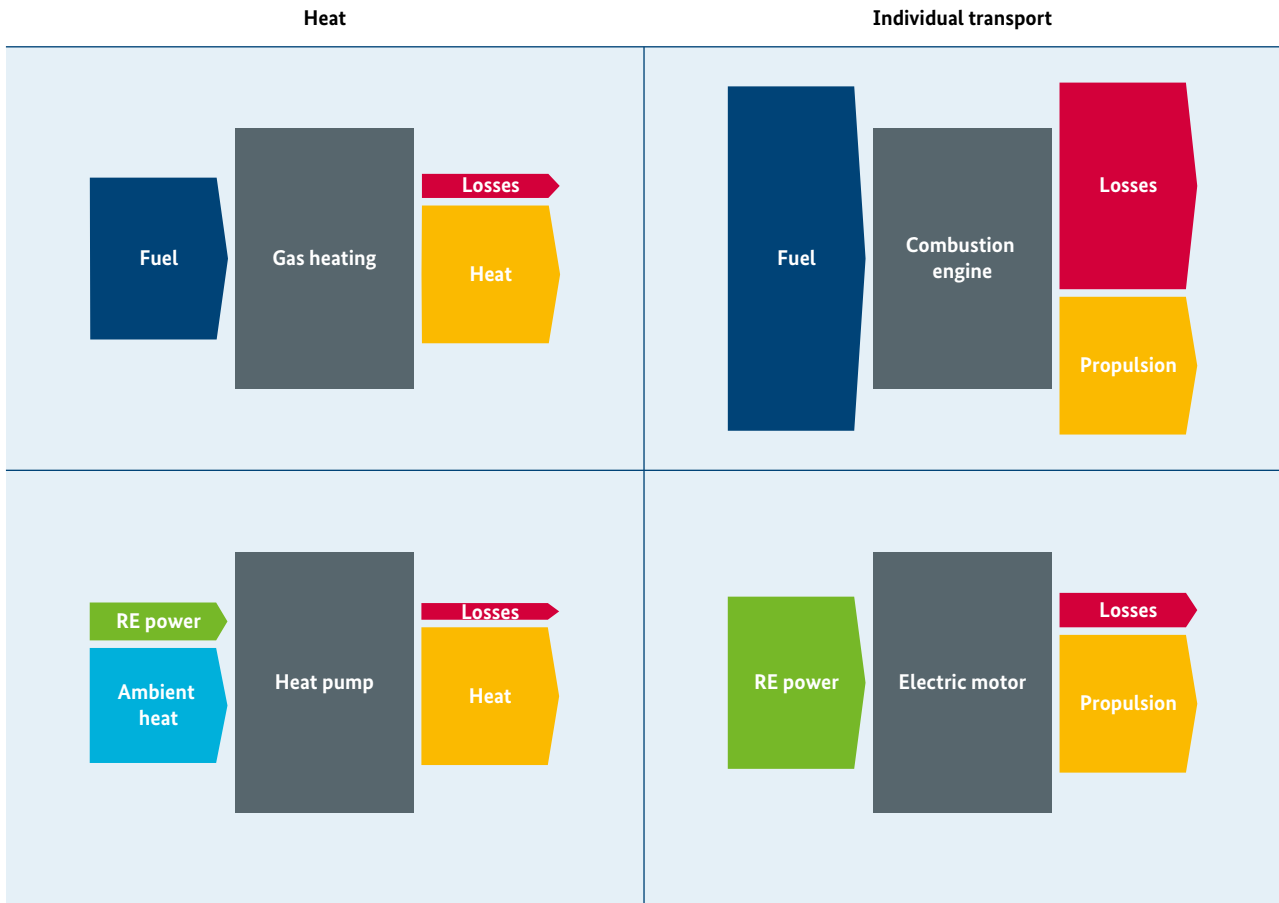 Heat
Individual transport
Fuel
Gas heating
Losses
Heat
Fuel
Combustion
engine
Losses
Propulsion
RE power
Ambient
heat
Heat pump
Losses
Heat
RE power
Electric motor
Losses
Propulsion